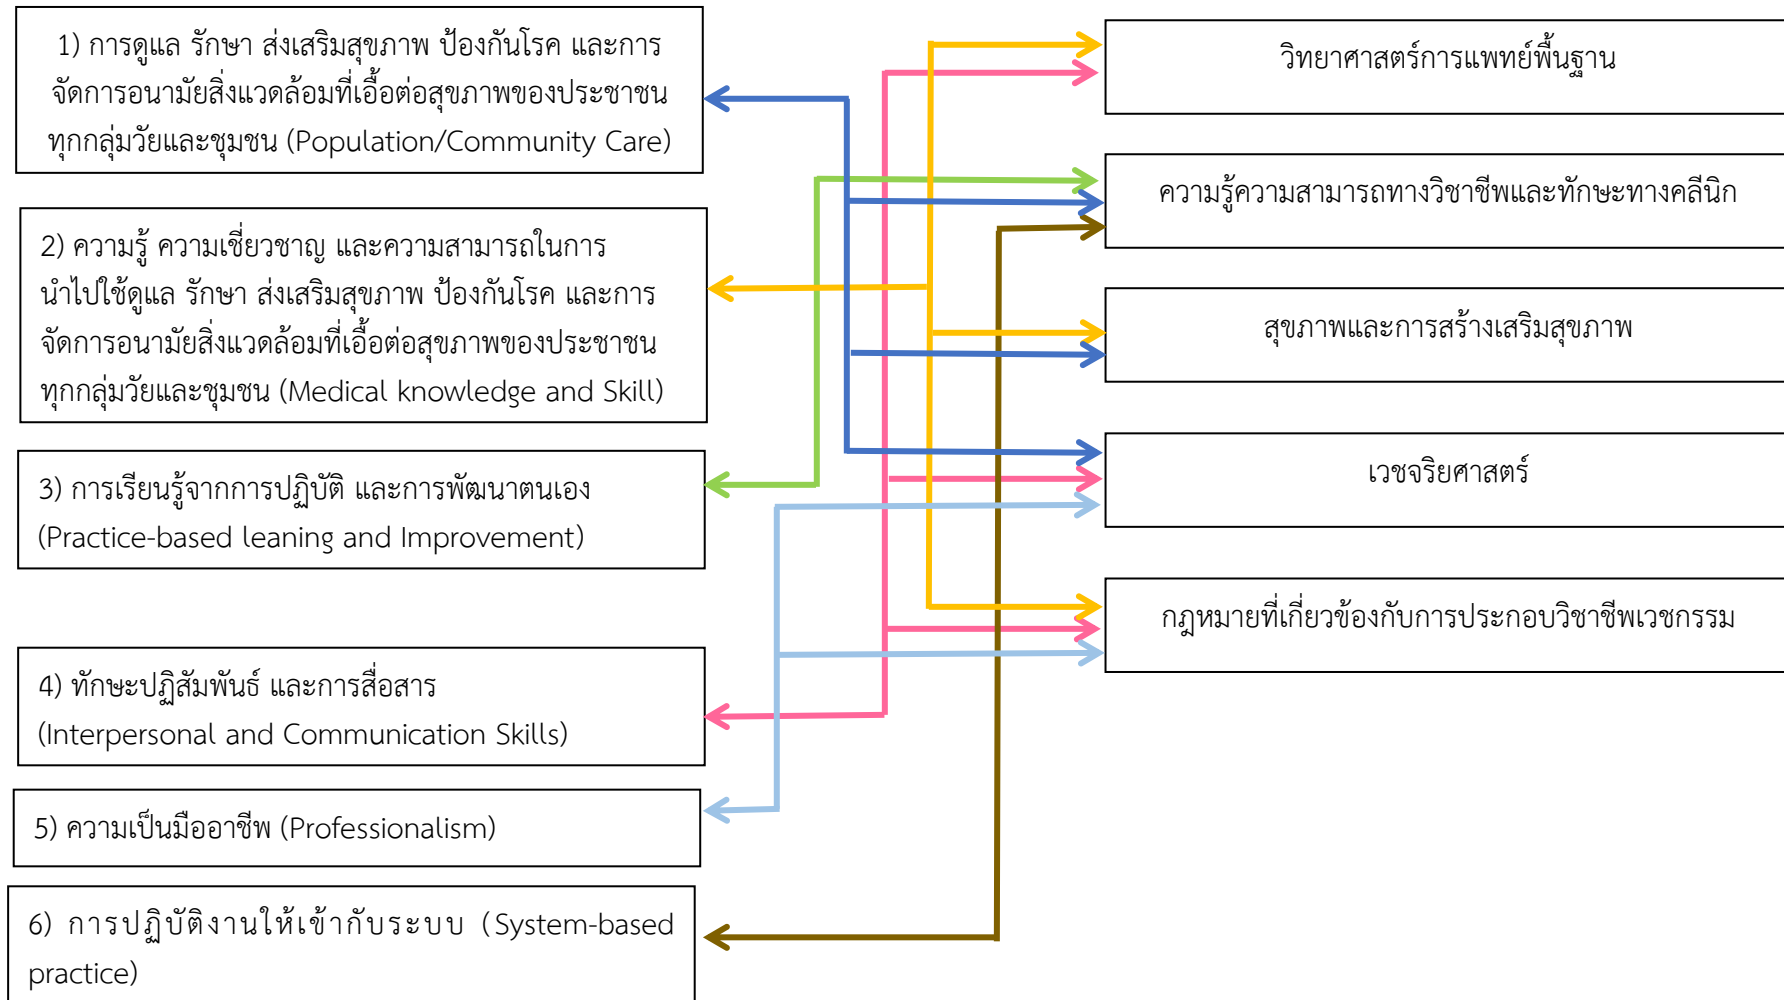 1) การดูแล รักษา ส่งเสริมสุขภาพ ป้องกันโรค และการ
จัดการอนามัยสิ่งแวดล้อมที่เอื้อต่อสุขภาพของประชาชน
ทุกกลุ่มวัยและชุมชน (Population/Community Care)
2) ความรู้ ความเชี่ยวชาญ และความสามารถในการ
นำไปใช้ดูแล รักษา ส่งเสริมสุขภาพ ป้องกันโรค และการ
จัดการอนามัยสิ่งแวดล้อมที่เอื้อต่อสุขภาพของประชาชน
ทุกกลุ่มวัยและชุมชน (Medical knowledge and Skill)
3) การเรียนรู้จากการปฏิบัติ และการพัฒนาตนเอง
(Practice-based leaning and Improvement)
4) ทักษะปฏิสัมพันธ์ และการสื่อสาร
(Interpersonal and Communication Skills)
5) ความเป็นมืออาชีพ (Professionalism)
6) การปฏิบัติงานให้เข้ากับระบบ (System-based
practice)
วิทยาศาสตร์การแพทย์พื้นฐาน
ความรู้ความสามารถทางวิชาชีพและทักษะทางคลีนิก
สุขภาพและการสร้างเสริมสุขภาพ
เวชจริยศาสตร์
กฎหมายที่เกี่ยวข้องกับการประกอบวิชาชีพเวชกรรม